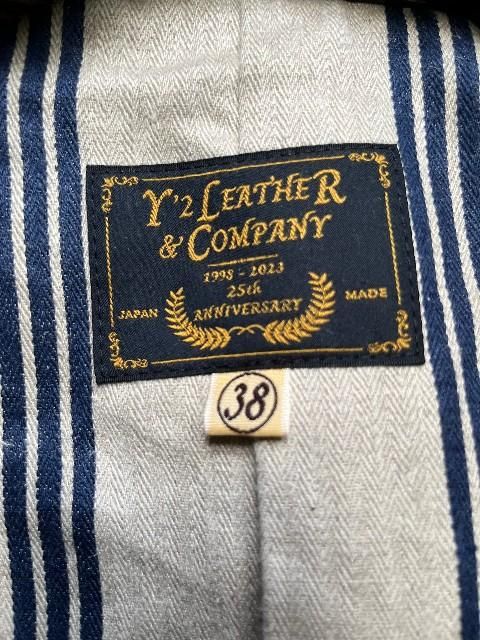 Y'2 LEATHER
& COMPANY
1998 - 2023
25th
ANNIVERSARY
JAPAN MADE
38